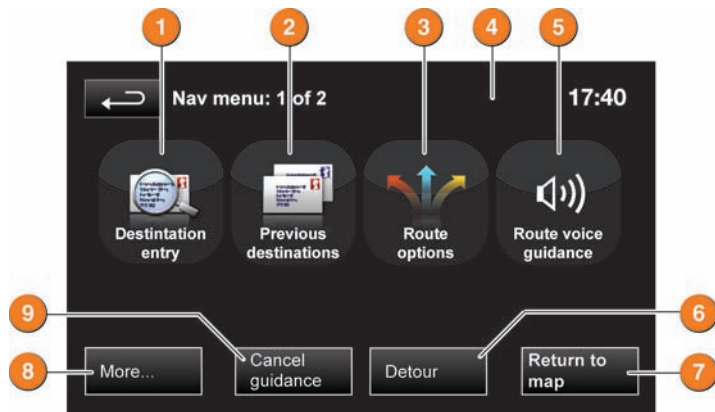 1 2 3 4 5
Nav menu: 1 of 2 17:40
Destintation entry
Previous destinations
Route options
Route voice guidance
9 6
8 More...
Cancel guidance
Detour
Return to map 7